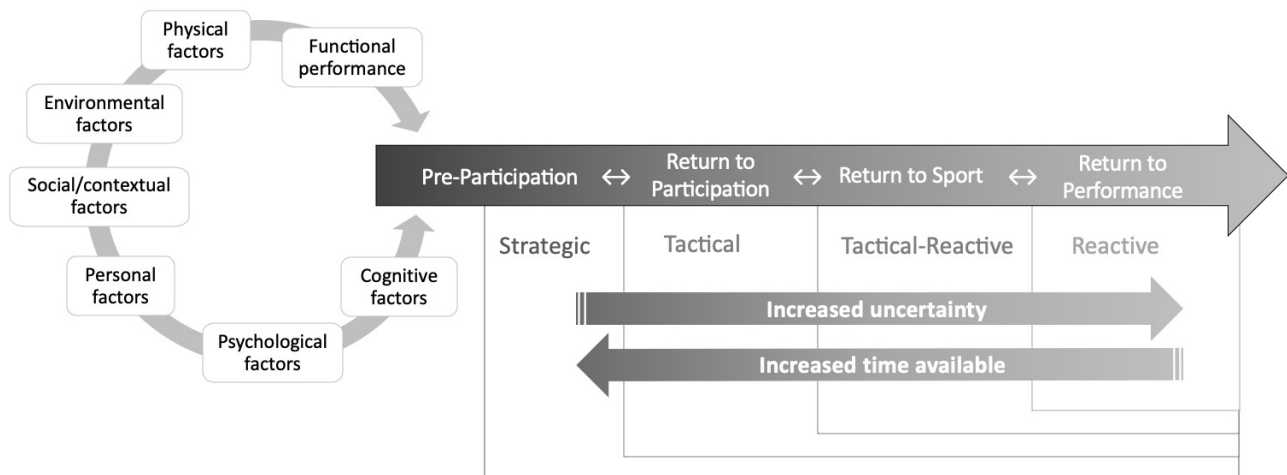 Physical
factors
Functional
performance
Environmental
factors
Social/contextual
factors
Personal
factors
Psychological
factors
Cognitive
factors
Pre-Participation ↔ Return to Participation ↔ Return to Sport ↔ Return to Performance
Strategic
Tactical
Tactical-Reactive
Reactive
Increased uncertainty
Increased time available